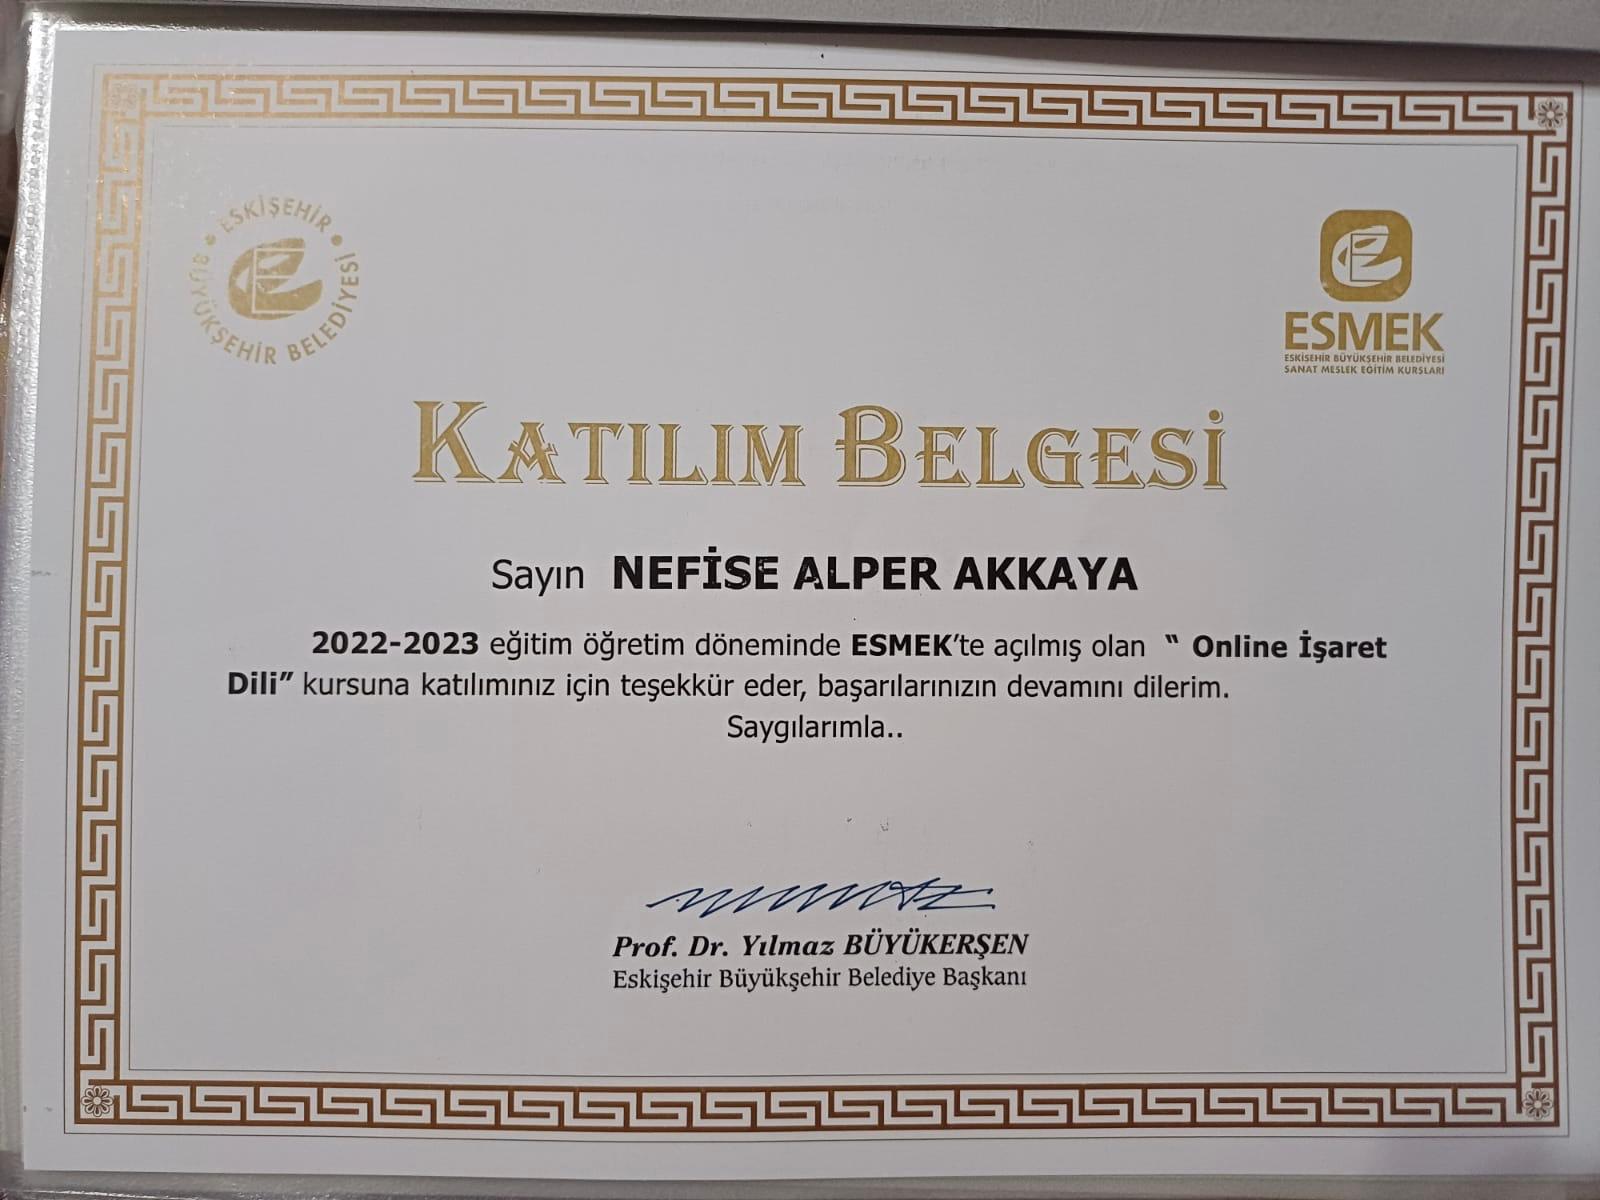 ESKİŞEHİR BÜYÜKŞEHİR BELEDİYESİ
ESMEK
ESKİŞEHİR BÜYÜKŞEHİR BELEDİYESİ
SANAT MESLEK EĞİTİM KURSLARI
KATILIM BELGESİ
Sayın NEFİSE ALPER AKKAYA
2022-2023 eğitim öğretim döneminde ESMEK’te açılmış olan “ Online İşaret
Dili” kursuna katılımınız için teşekkür eder, başarılarınızın devamını dilerim.
Saygılarımla..
Prof. Dr. Yılmaz BÜYÜKERŞEN
Eskişehir Büyükşehir Belediye Başkanı